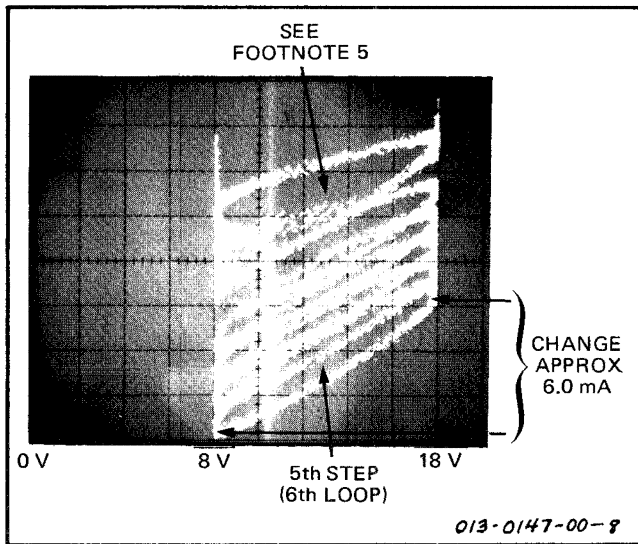 SEE
FOOTNOTE 5
CHANGE
APPROX
6.0 mA
0 V
8 V
18 V
5th STEP
(6th LOOP)
013-0147-00-8